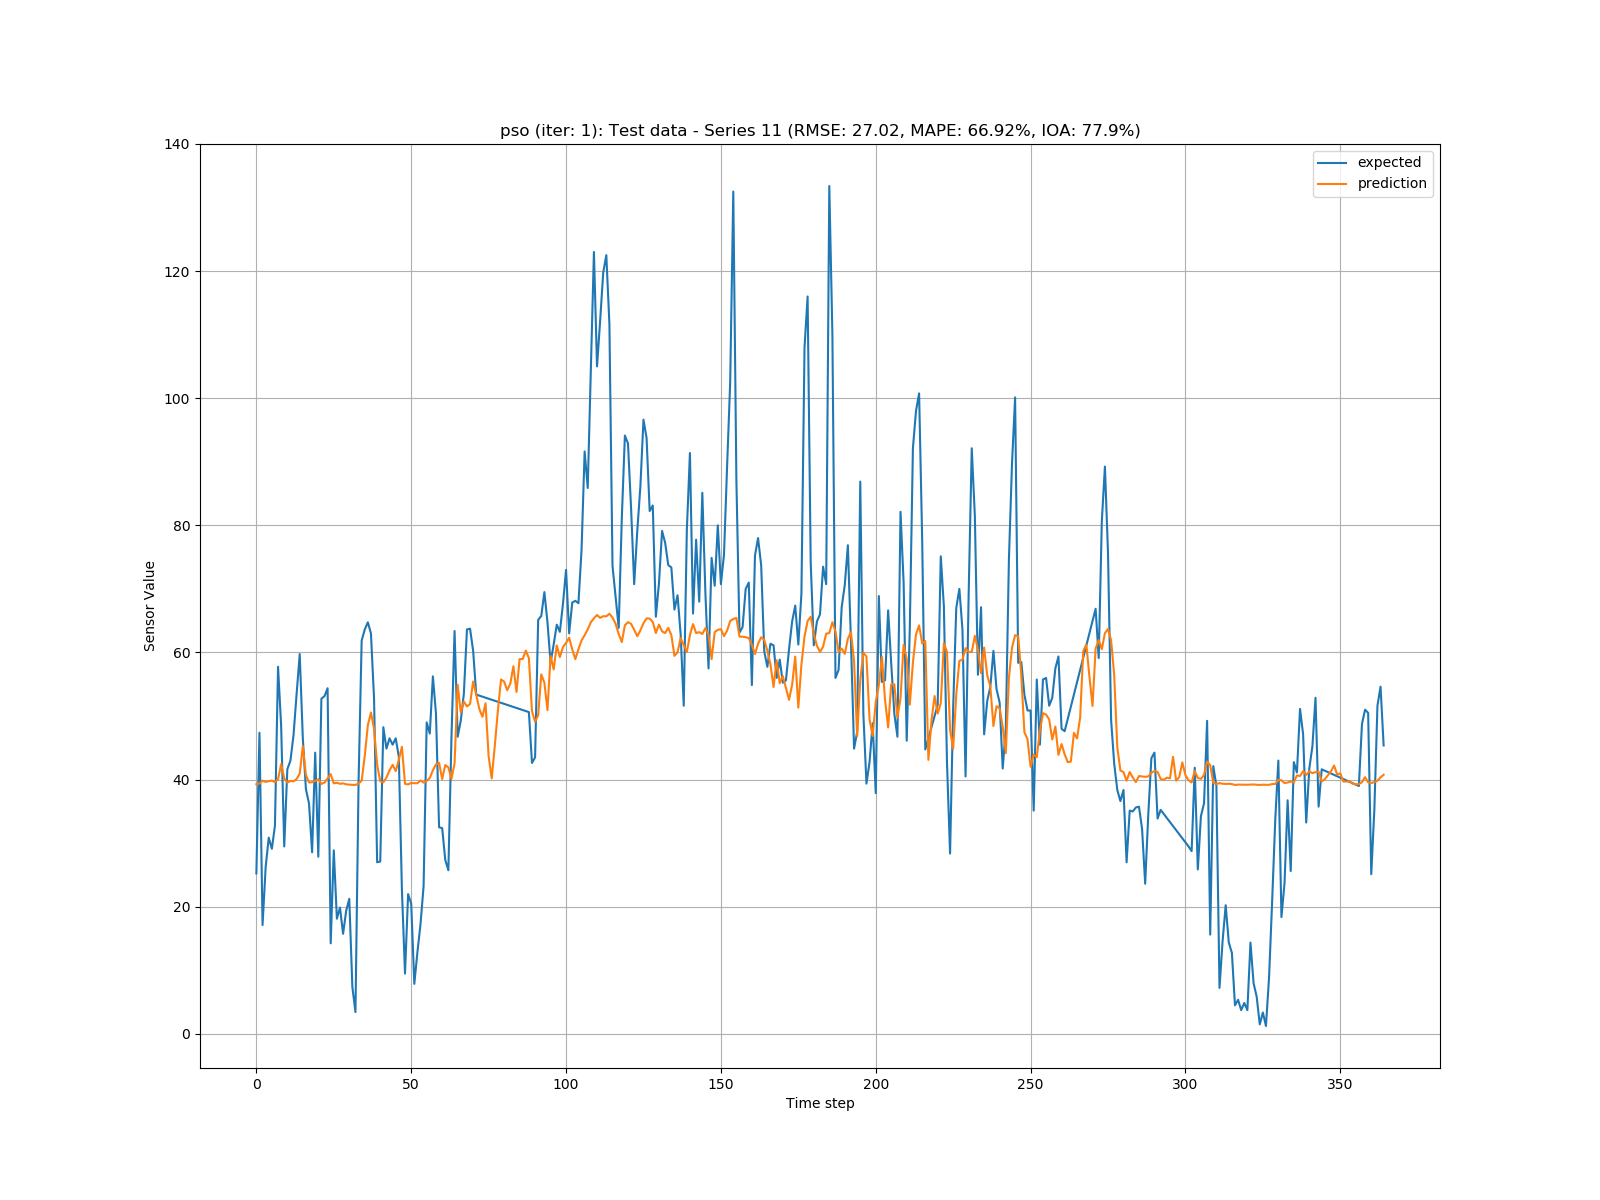 pso (iter: 1): Test data - Series 11 (RMSE: 27.02, MAPE: 66.92%, IOA: 77.9%)
expected
prediction
Sensor Value
140
120
100
80
60
40
20
0
0 50 100 150 200 250 300 350
Time step